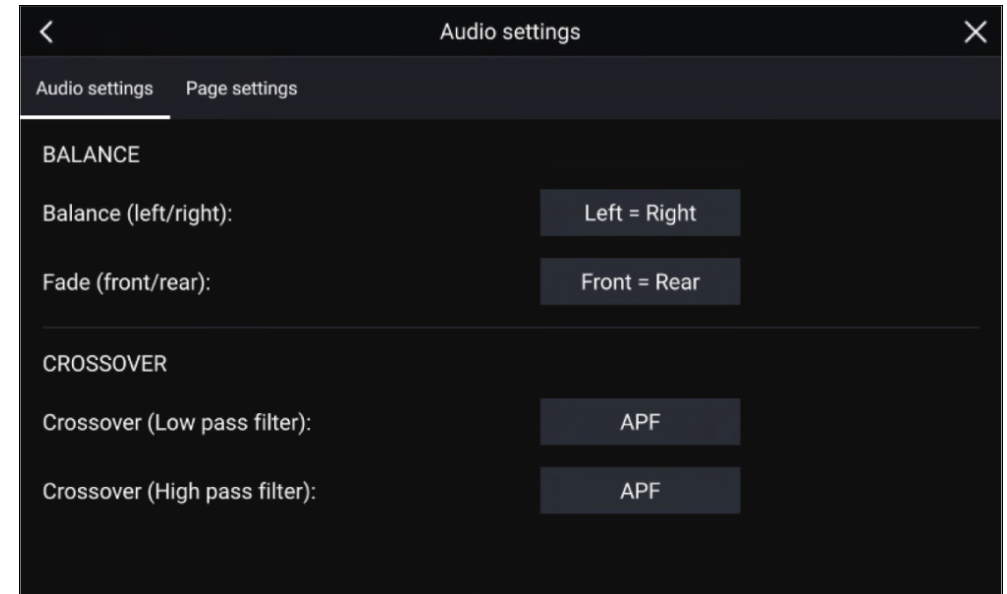 Audio settings
Audio settings Page settings
BALANCE
Balance (left/right): Left = Right
Fade (front/rear): Front = Rear
CROSSOVER
Crossover (Low pass filter): APF
Crossover (High pass filter): APF